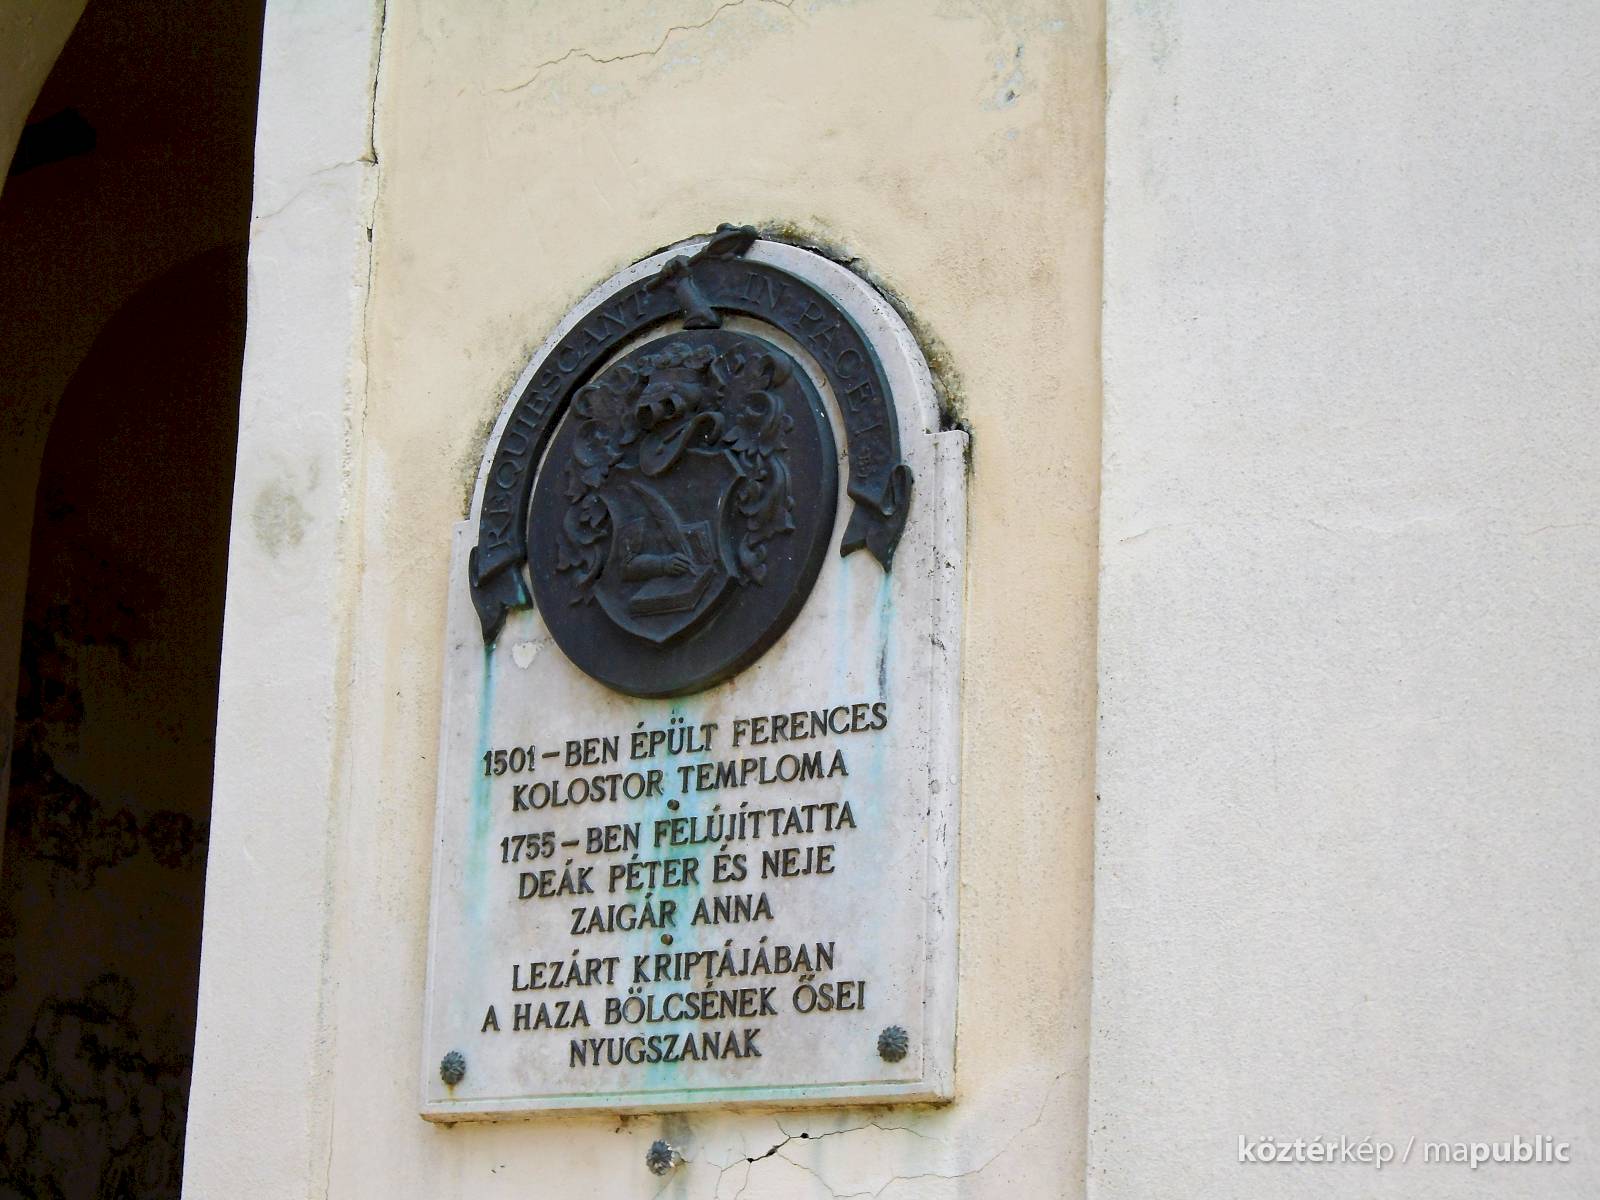 REQUIESCANT IN PACE
1501–BEN ÉPÜLT FERENCES
KOLOSTOR TEMPLOMA
1755–BEN FELÚJÍTTATTA
DEÁK PÉTER ÉS NEJE
ZAIGÁR ANNA
LEZÁRT KRIPTÁJÁBAN
A HAZA BÖLCSÉNEK ŐSEI
NYUGSZANAK
köztérkép / mapublic